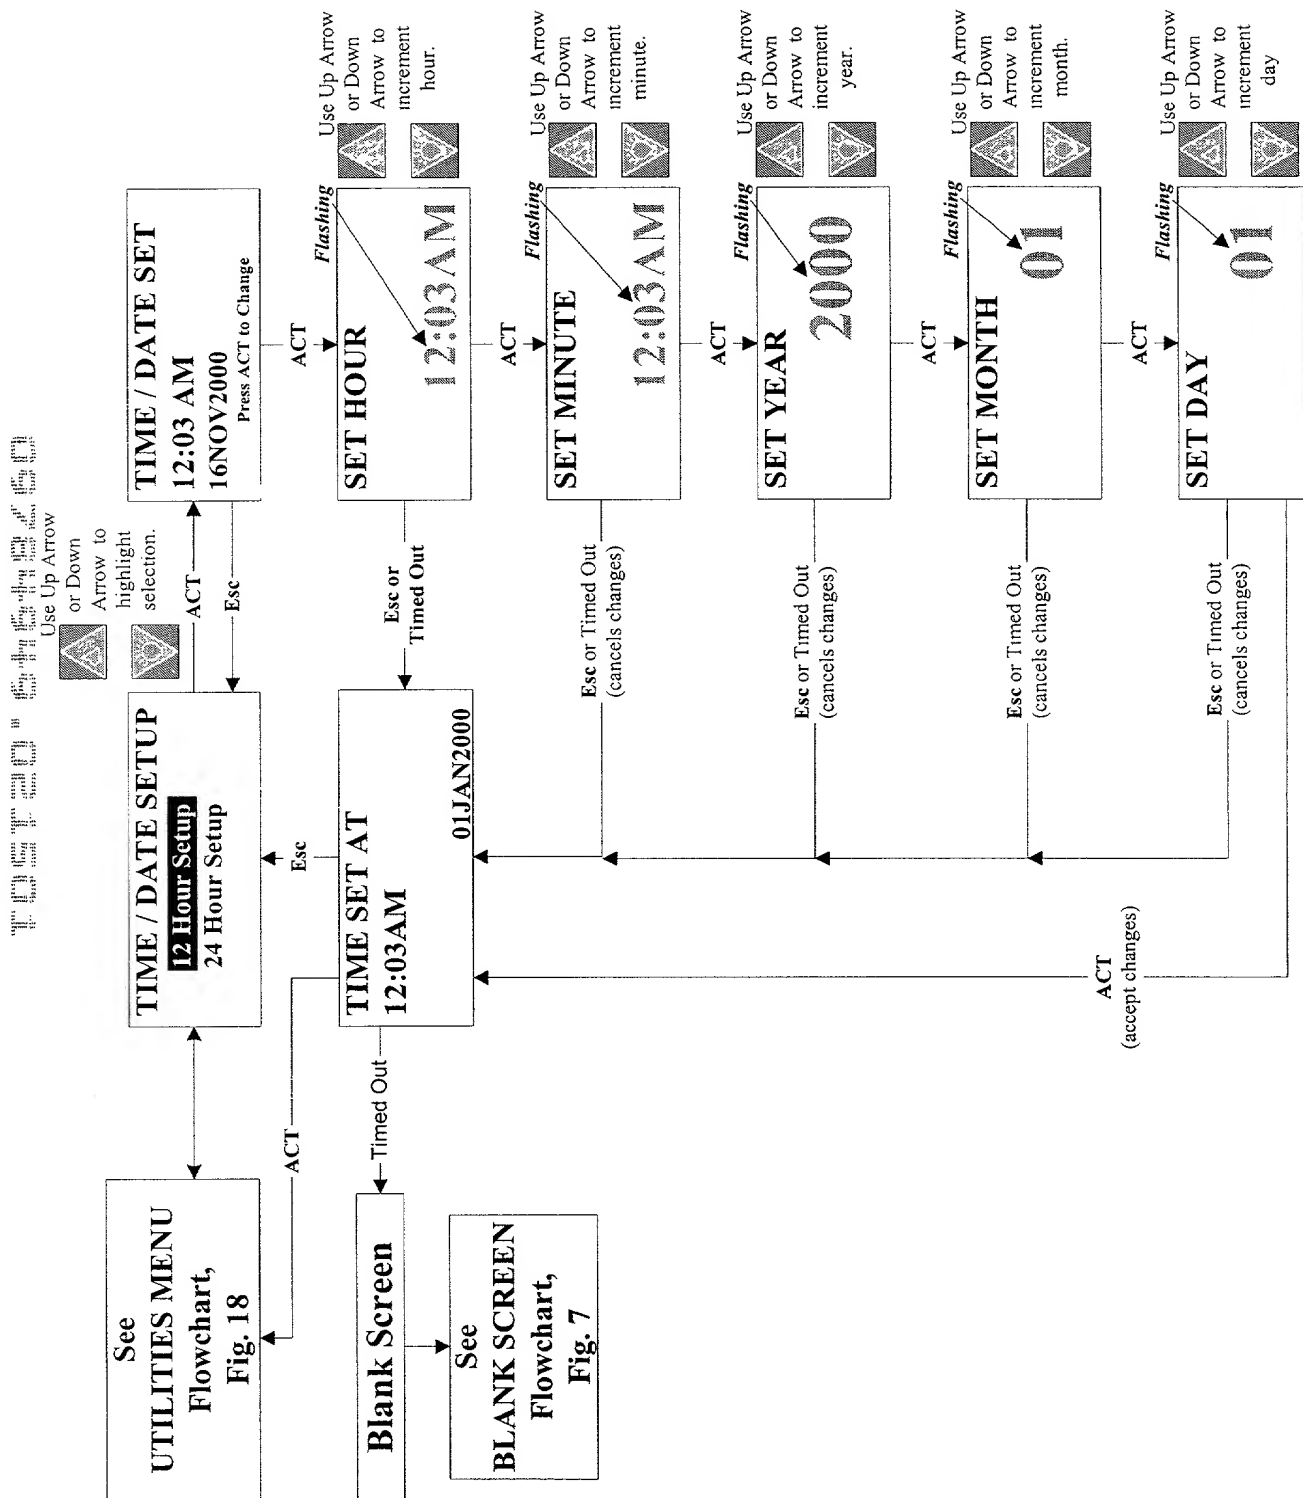 Use Up Arrow
or Down
Arrow to
highlight
selection.
See
UTILITIES MENU
Flowchart,
Fig. 18
TIME / DATE SETUP
12 Hour Setup
24 Hour Setup
ACT
Esc
TIME / DATE SET
12:03 AM
16NOV2000
Press ACT to Change
ACT
Esc
ACT
Blank Screen
Timed Out
TIME SET AT
12:03AM
01JAN2000
Esc or
Timed Out
SET HOUR
12:03AM
Flashing
Use Up Arrow
or Down
Arrow to
increment
hour.
See
BLANK SCREEN
Flowchart,
Fig. 7
ACT
Esc or Timed Out
(cancels changes)
SET MINUTE
12:03AM
Flashing
Use Up Arrow
or Down
Arrow to
increment
minute.
ACT
Esc or Timed Out
(cancels changes)
SET YEAR
2000
Flashing
Use Up Arrow
or Down
Arrow to
increment
year.
ACT
Esc or Timed Out
(cancels changes)
SET MONTH
01
Flashing
Use Up Arrow
or Down
Arrow to
increment
month.
ACT
Esc or Timed Out
(cancels changes)
SET DAY
01
Flashing
Use Up Arrow
or Down
Arrow to
increment
day
ACT
(accept changes)